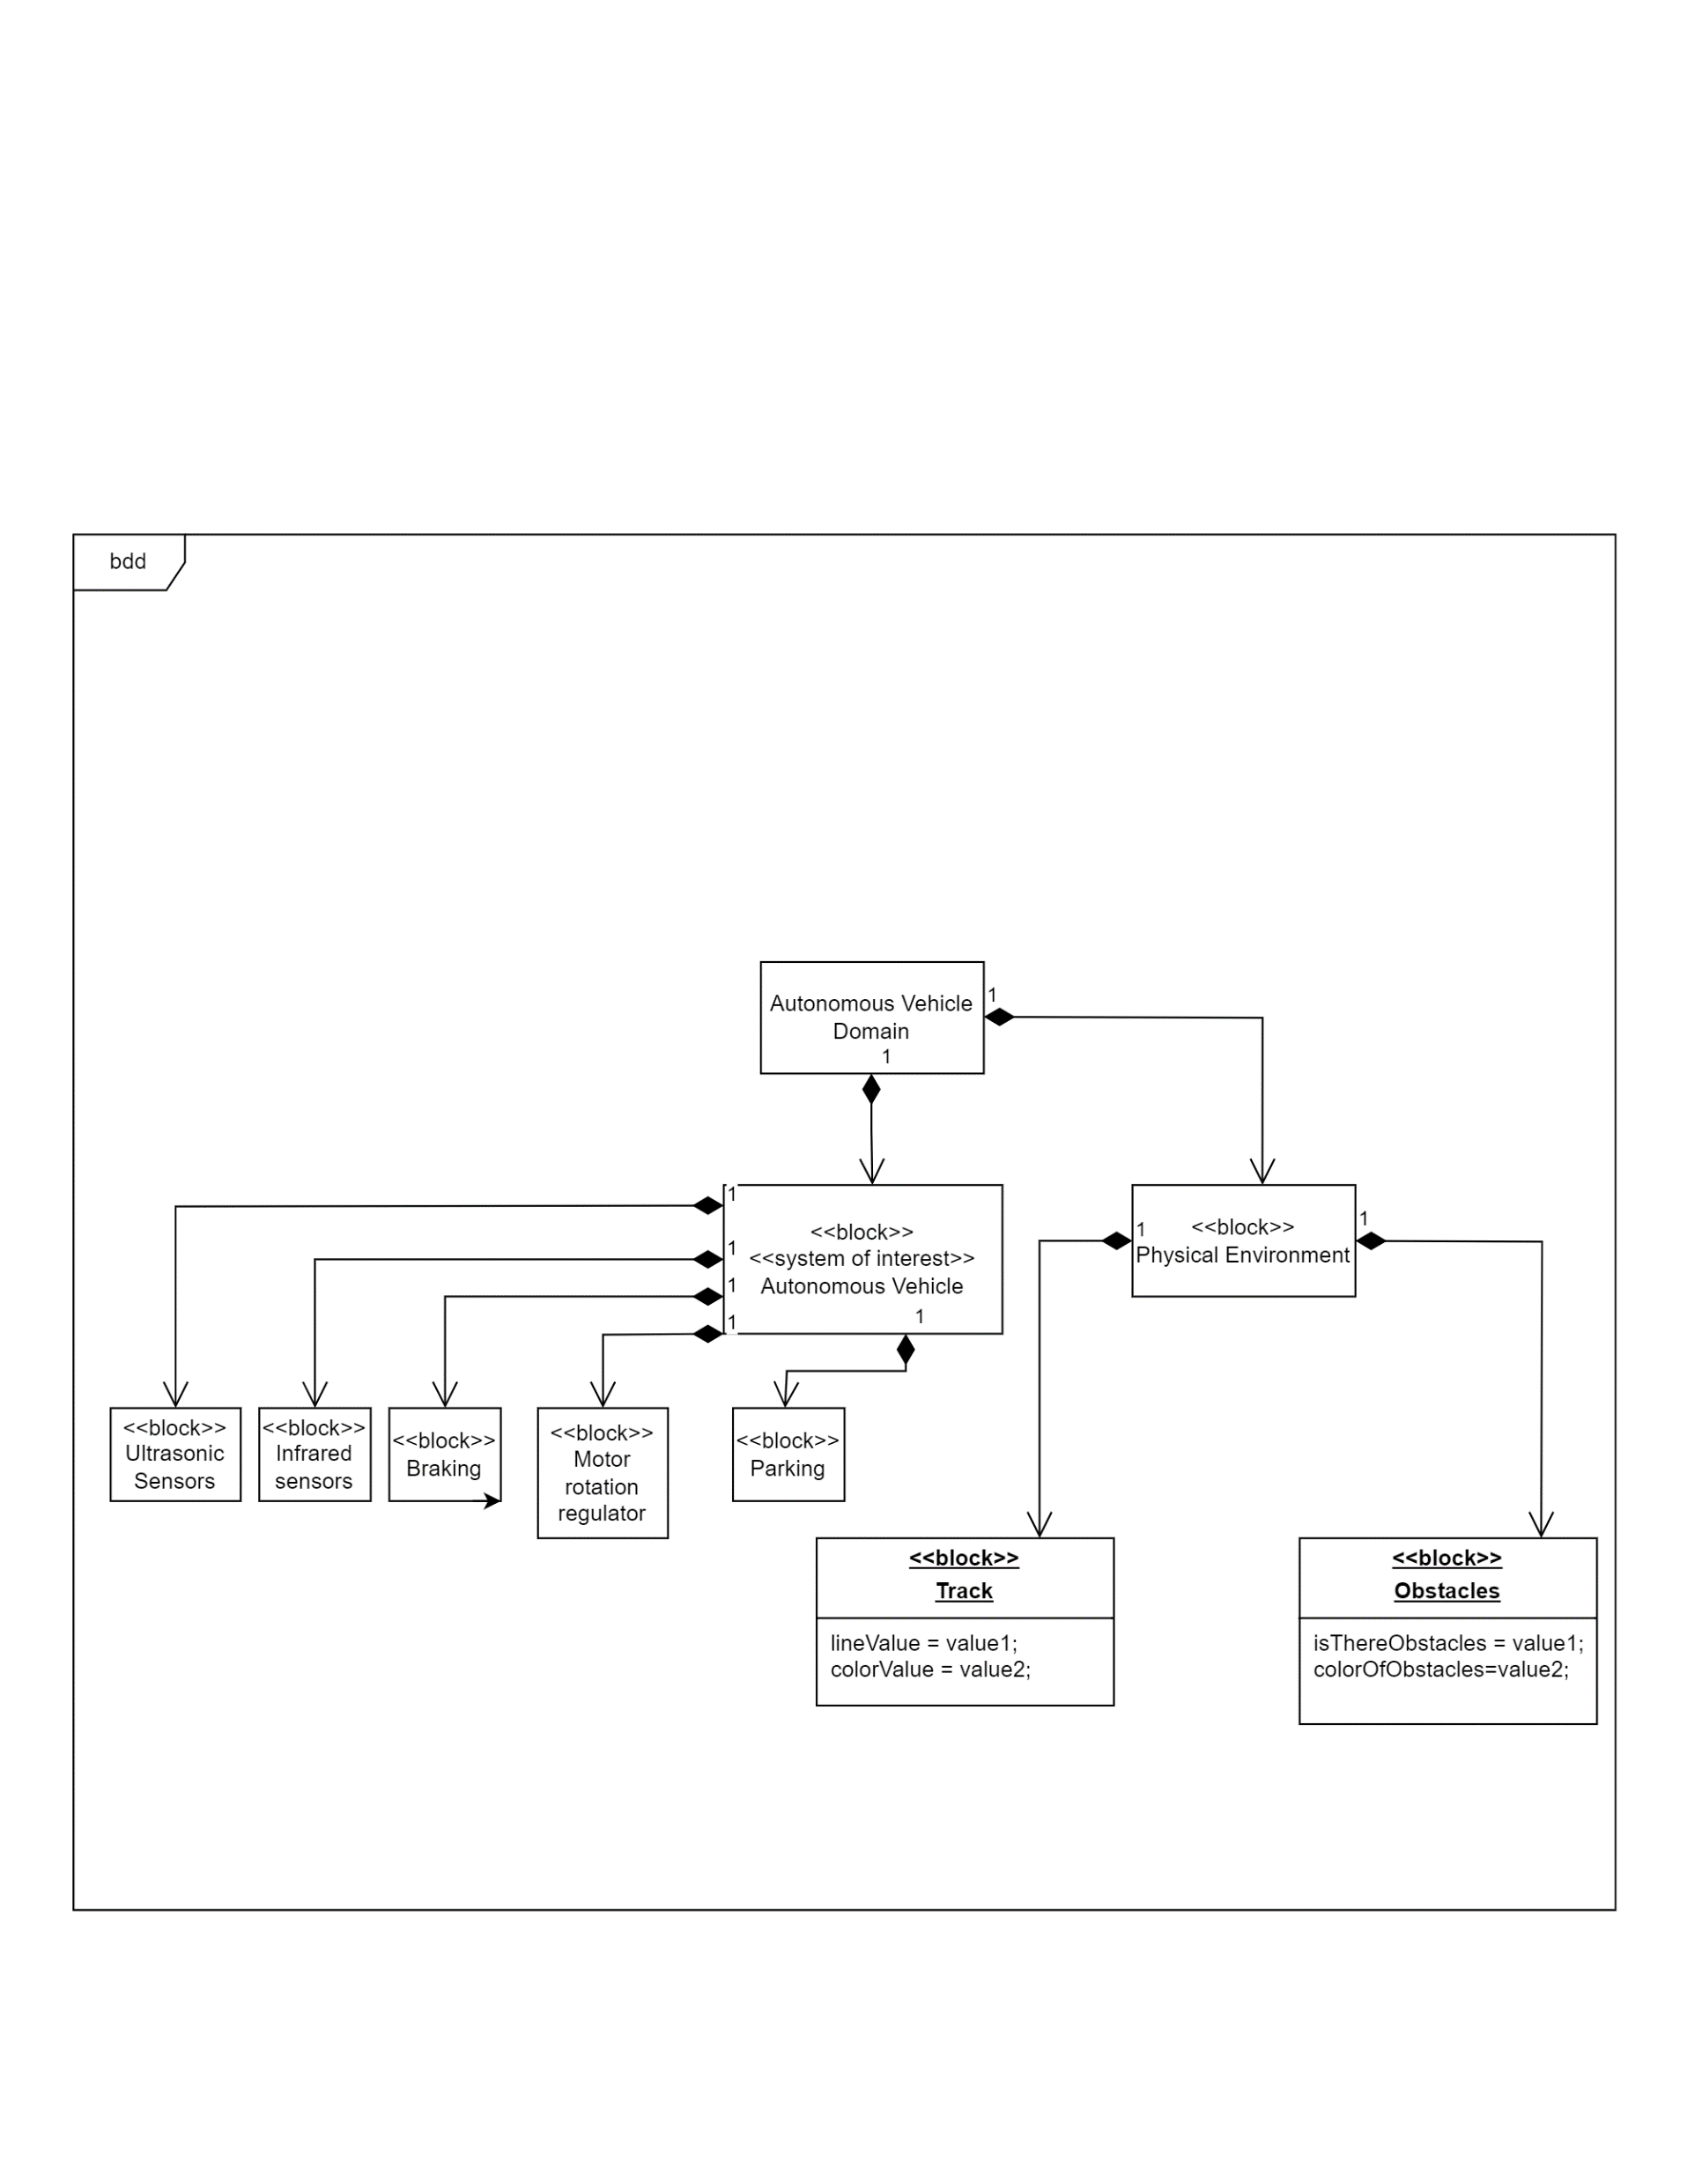 bdd
Autonomous Vehicle
Domain
1
1
1
<<block>>
<<system of interest>>
Autonomous Vehicle
1
1
1
1
1
<<block>>
Physical Environment
1
<<block>>
Ultrasonic
Sensors
<<block>>
Infrared
sensors
<<block>>
Braking
<<block>>
Motor
rotation
regulator
<<block>>
Parking
<<block>>
Track
lineValue = value1;
colorValue = value2;
<<block>>
Obstacles
isThereObstacles = value1;
colorOfObstacles=value2;